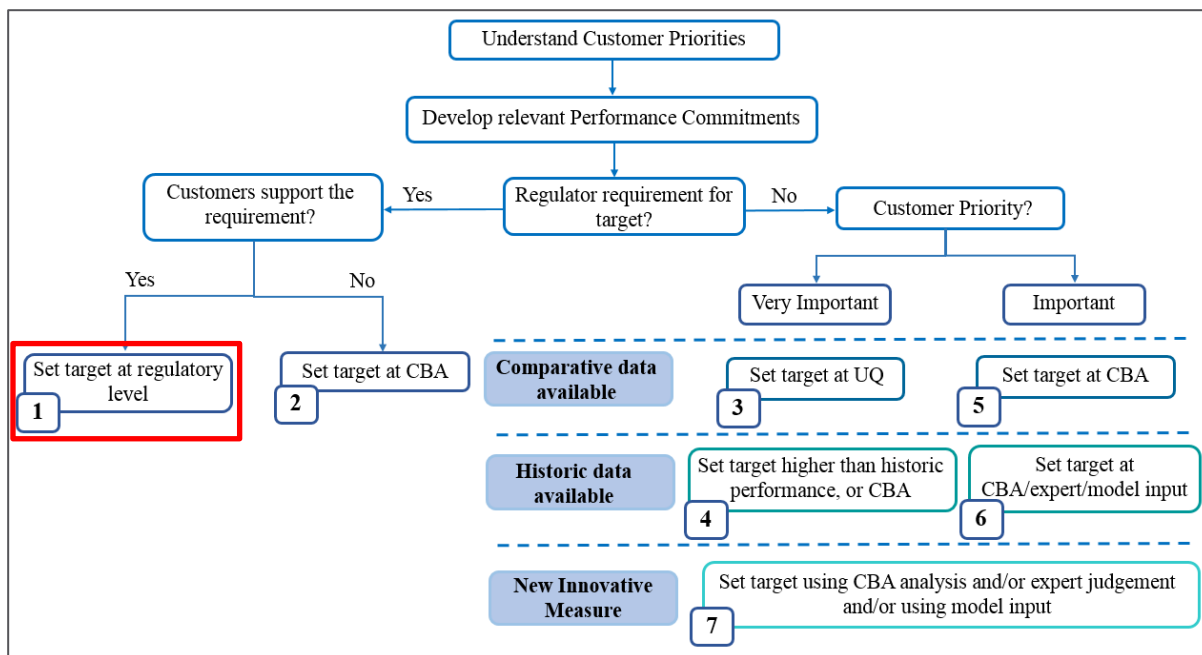 Understand Customer Priorities
Develop relevant Performance Commitments
Customers support the
requirement?
Yes
Regulator requirement for
target?
No
Customer Priority?
Yes
No
Very Important
Important
Set target at regulatory
level
1
Set target at CBA
2
Comparative data
available
Set target at UQ
3
Set target at CBA
5
Historic data
available
Set target higher than historic
performance, or CBA
4
Set target at
CBA/expert/model input
6
New Innovative
Measure
Set target using CBA analysis and/or expert judgement
and/or using model input
7